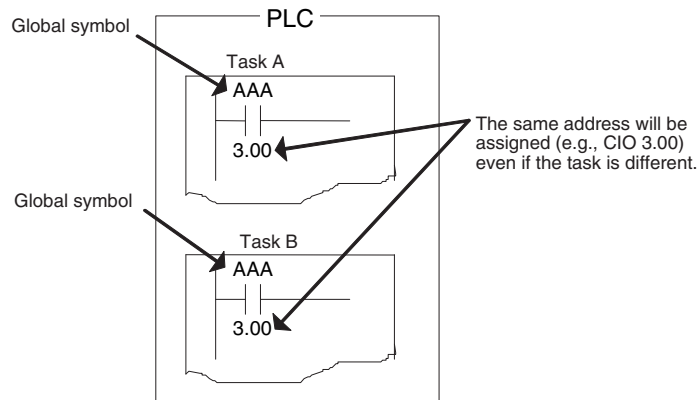 PLC
Global symbol
Task A
AAA
3.00
The same address will be
assigned (e.g., CIO 3.00)
even if the task is different.
Global symbol
Task B
AAA
3.00